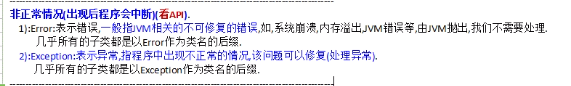 非正常情况(出现后程会中断)(看API).
1):Error:表示错误,一般指JVM相关的不可修复的错误,如,系统崩溃,内存溢出,JVM错误等,由JVM抛出,我们不需要处理.
几乎所有的子类都是以Error作为类名的后缀.
2):Exception:表示异常,指程序中出现不正常的情况,该问题可以修复(处理异常).
几乎所有的子类都是以Exception作为类名的后缀.